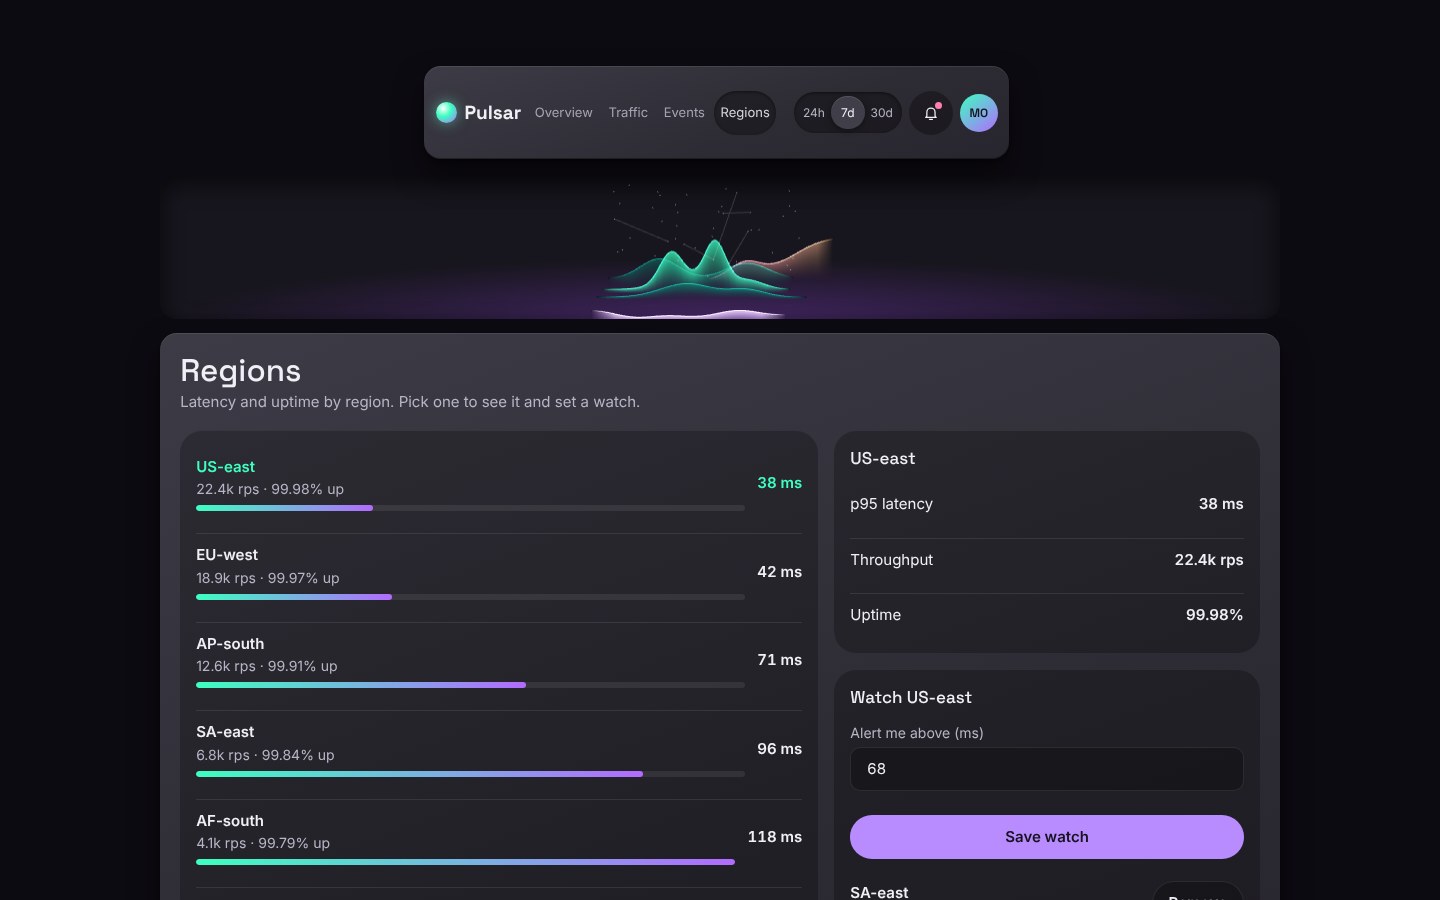 Pulsar
Overview
Traffic
Events
Regions
24h
7d
30d
MO
Regions
Latency and uptime by region. Pick one to see it and set a watch.
US-east
22.4k rps · 99.98% up
38 ms
EU-west
18.9k rps · 99.97% up
42 ms
AP-south
12.6k rps · 99.91% up
71 ms
SA-east
6.8k rps · 99.84% up
96 ms
AF-south
4.1k rps · 99.79% up
118 ms
US-east
p95 latency
38 ms
Throughput
22.4k rps
Uptime
99.98%
Watch US-east
Alert me above (ms)
68
Save watch
SA-east